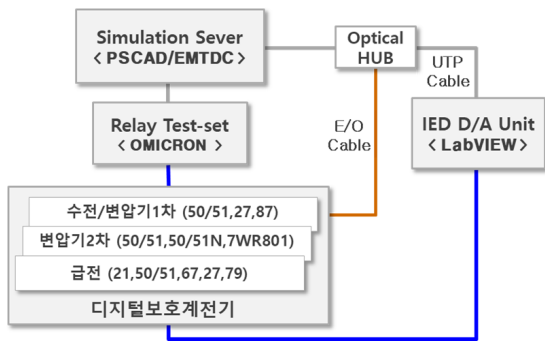 Simulation Sever
< PSCAD/EMTDC >
Optical
HUB
UTP
Cable
Relay Test-set
< OMICRON >
E/O
Cable
IED D/A Unit
< LabVIEW >
수전/변압기1차 (50/51,27,87)
변압기2차 (50/51,50/51N,7WR801)
급전 (21,50/51,67,27,79)
디지털보호계전기